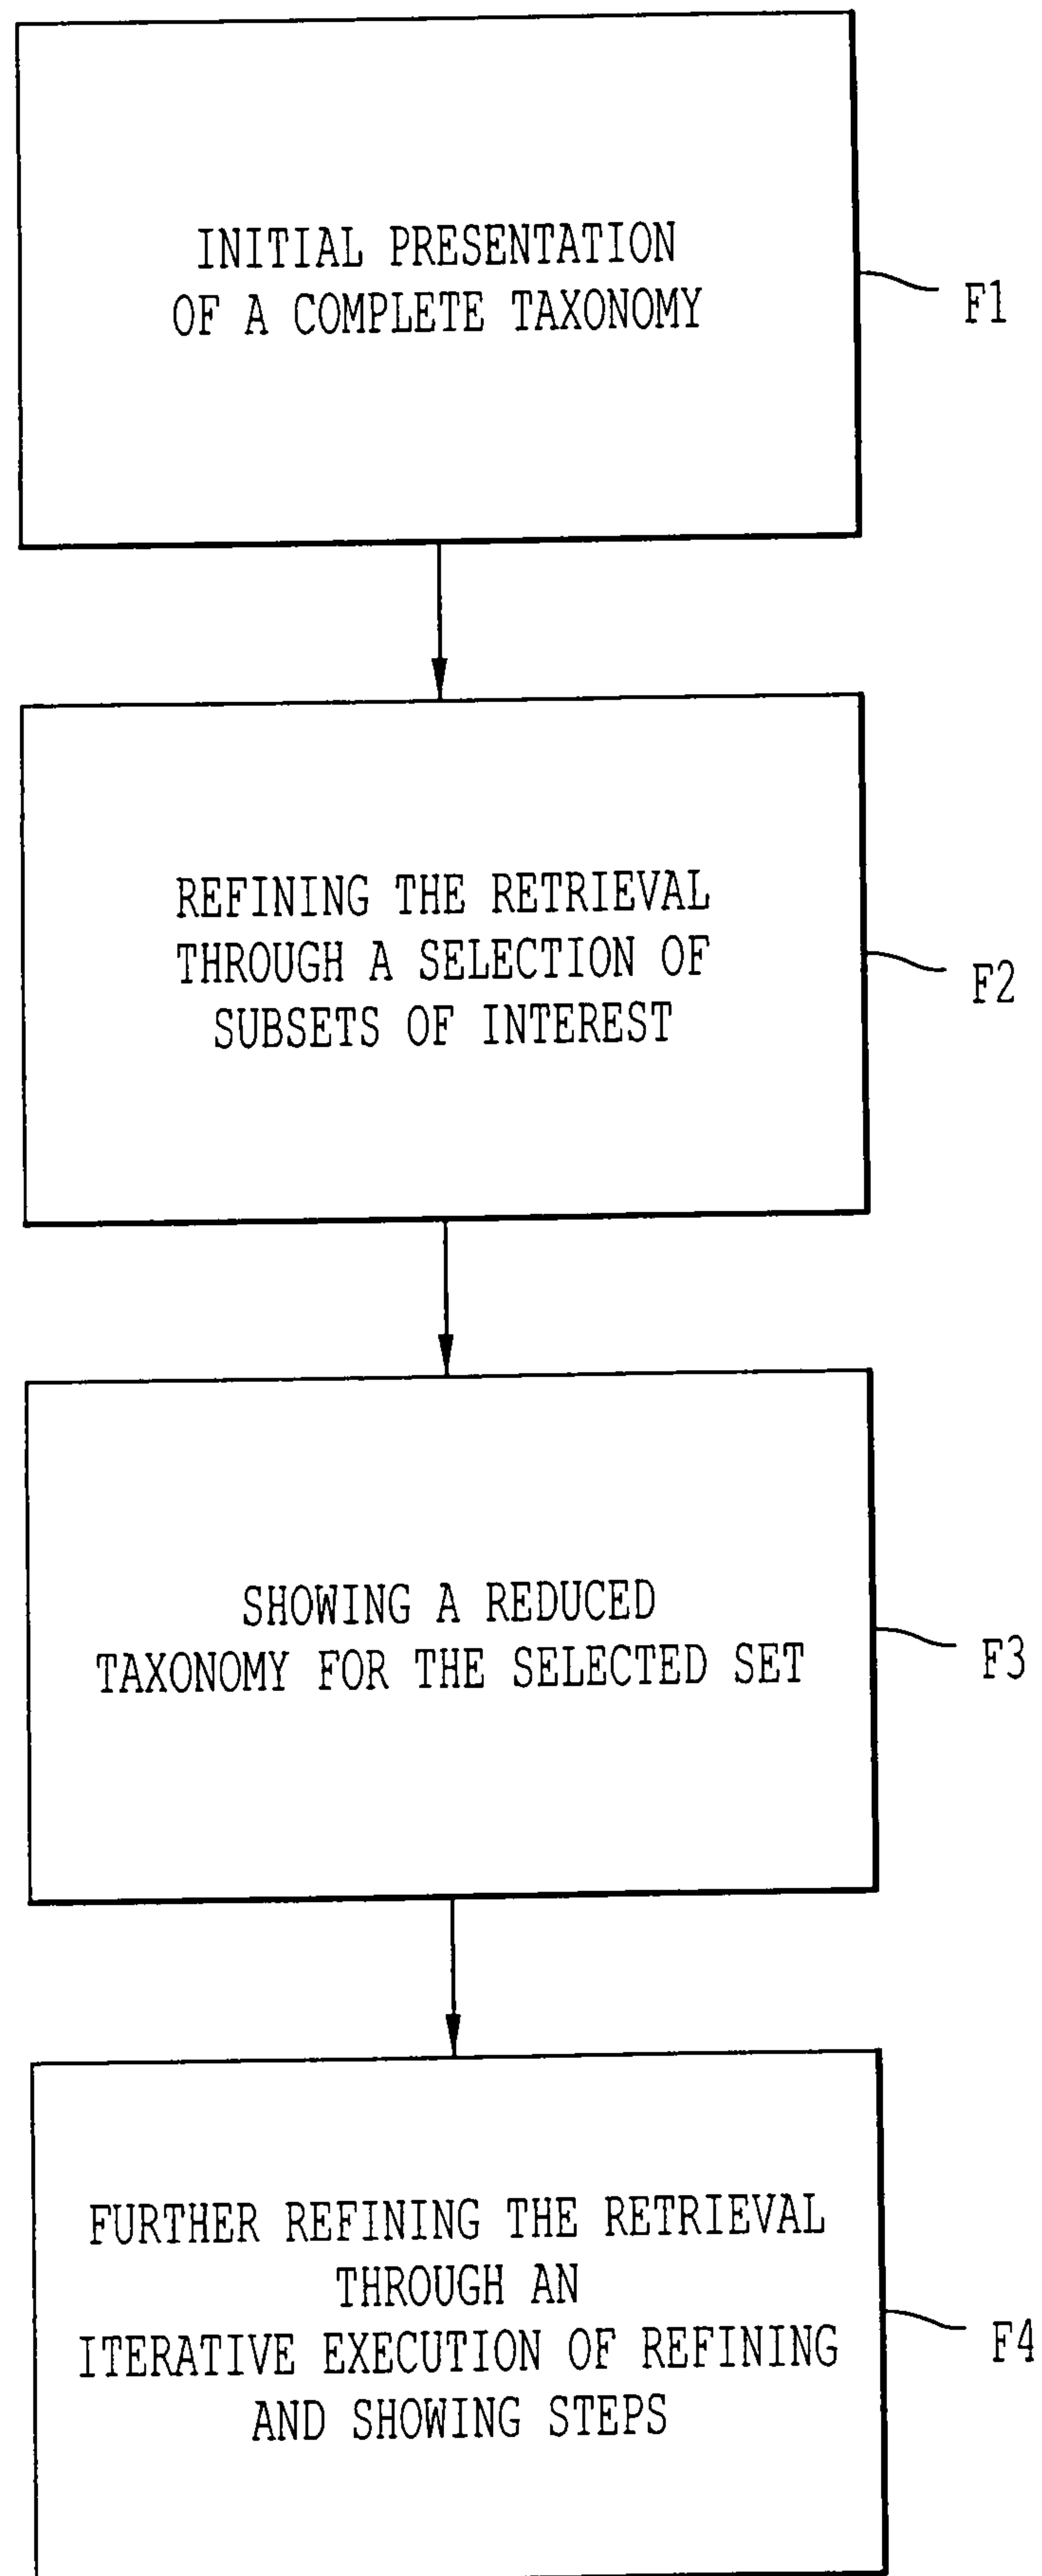 INITIAL PRESENTATION
OF A COMPLETE TAXONOMY
F1
REFINING THE RETRIEVAL
THROUGH A SELECTION OF
SUBSETS OF INTEREST
F2
SHOWING A REDUCED
TAXONOMY FOR THE SELECTED SET
F3
FURTHER REFINING THE RETRIEVAL
THROUGH AN
ITERATIVE EXECUTION OF REFINING
AND SHOWING STEPS
F4